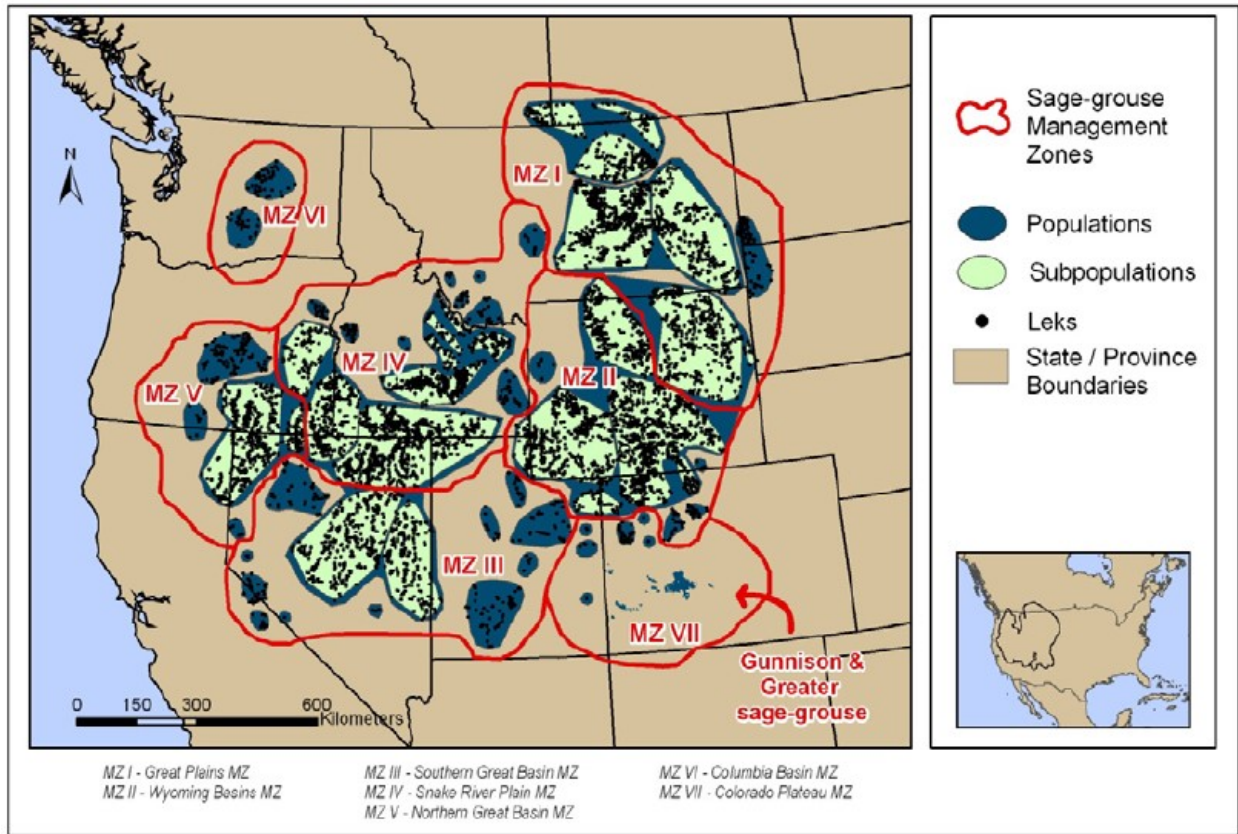 N
MZ I
MZ VI
MZ IV
MZ II
MZ V
MZ III
MZ VII
Gunnison &
Greater
sage-grouse
0 150 300 600
Kilometers
Sage-grouse
Management
Zones
Populations
Subpopulations
Leks
State / Province
Boundaries
MZ I - Great Plains MZ
MZ II - Wyoming Basins MZ
MZ III - Southern Great Basin MZ
MZ IV - Snake River Plain MZ
MZ V - Northern Great Basin MZ
MZ VI - Columbia Basin MZ
MZ VII - Colorado Plateau MZ